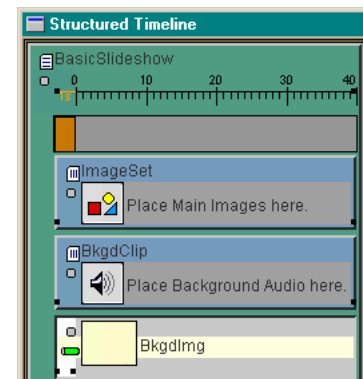 Structured Timeline
BasicSlideshow
0 10 20 30 40
ImageSet
Place Main Images here.
BkgdClip
Place Background Audio here.
BkgdImg